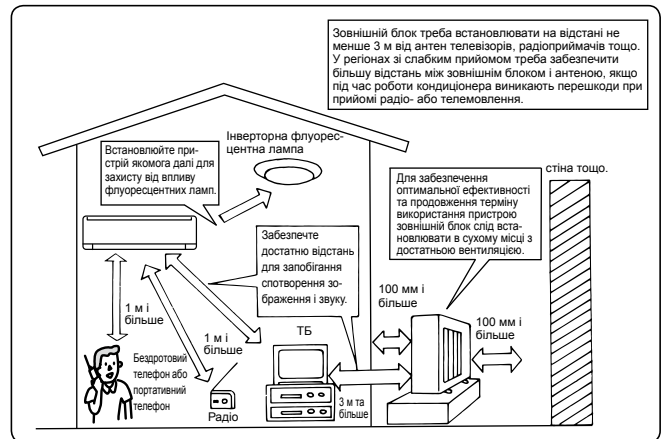 Зовнішній блок треба встановлювати на відстані не
менше 3 м від антен телевізорів, радіоприймачів тощо.
У регіонах зі слабким прийомом треба забезпечити
більшу відстань між зовнішнім блоком і антеною, якщо
під час роботи кондиціонера виникають перешкоди при
прийомі радіо- або телемовлення.
Інверторна флуорес-
центна лампа
Встановлюйте при-
стрій якомога далі для
захисту від впливу
флуоресцентних ламп.
стіна тощо.
Для забезпечення
оптимальної ефективності
та продовження терміну
використання пристрою
зовнішній блок слід вста-
новлювати в сухому місці з
достатньою вентиляцією.
Забезпечте
достатню відстань
для запобігання
спотворення зо-
браження і звуку.
100 мм і
більше
100 мм і
більше
1 м і
більше
1 м і
більше
ТБ
Бездротовий
телефон або
портативний
телефон
Радіо
3 м та
більше